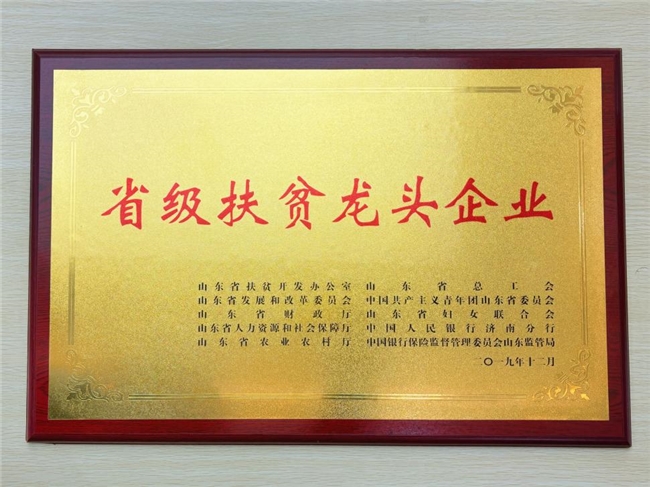 省级扶贫龙头企业
山东省扶贫开发办公室 山东省总工会
山东省发展和改革委员会 中国共产主义青年团山东省委员会
山东省财政厅 山东省妇女联合会
山东省人力资源和社会保障厅 中国人民银行济南分行
山东省农业农村厅 中国银行保险监督管理委员会山东监管局
二〇一九年十二月